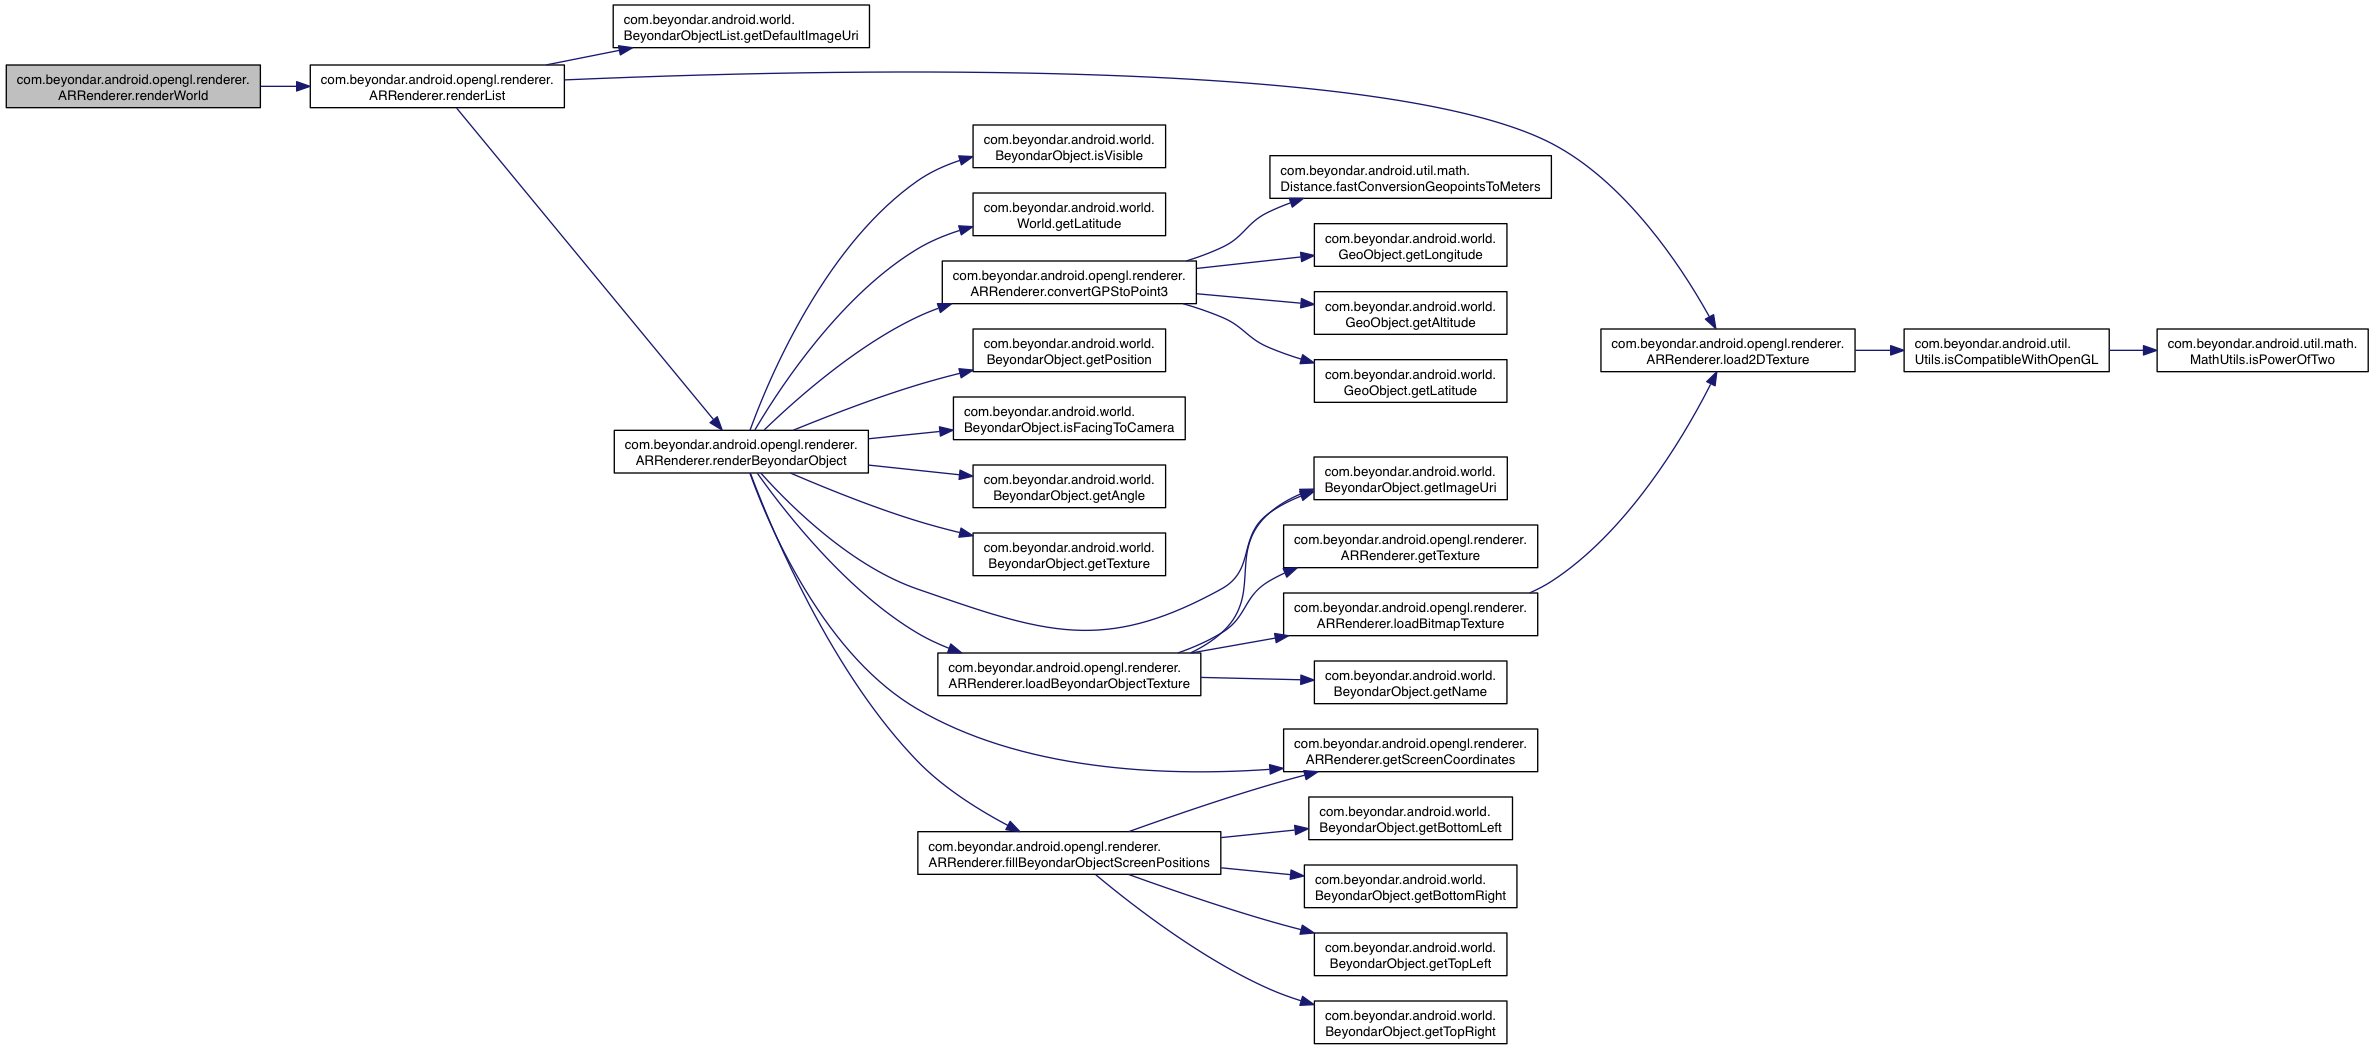 com.beyondar.android.opengl.renderer.
ARRenderer.renderWorld
com.beyondar.android.opengl.renderer.
ARRenderer.renderList
com.beyondar.android.world.
BeyondarObjectList.getDefaultImageUri
com.beyondar.android.opengl.renderer.
ARRenderer.renderBeyondarObject
com.beyondar.android.world.
BeyondarObject.isVisible
com.beyondar.android.world.
World.getLatitude
com.beyondar.android.opengl.renderer.
ARRenderer.convertGPStoPoint3
com.beyondar.android.world.
BeyondarObject.getPosition
com.beyondar.android.world.
BeyondarObject.isFacingToCamera
com.beyondar.android.world.
BeyondarObject.getAngle
com.beyondar.android.world.
BeyondarObject.getTexture
com.beyondar.android.opengl.renderer.
ARRenderer.loadBeyondarObjectTexture
com.beyondar.android.opengl.renderer.
ARRenderer.fillBeyondarObjectScreenPositions
com.beyondar.android.util.math.
Distance.fastConversionGeopointsToMeters
com.beyondar.android.world.
GeoObject.getLongitude
com.beyondar.android.world.
GeoObject.getAltitude
com.beyondar.android.world.
GeoObject.getLatitude
com.beyondar.android.world.
BeyondarObject.getImageUri
com.beyondar.android.opengl.renderer.
ARRenderer.getTexture
com.beyondar.android.opengl.renderer.
ARRenderer.loadBitmapTexture
com.beyondar.android.world.
BeyondarObject.getName
com.beyondar.android.opengl.renderer.
ARRenderer.getScreenCoordinates
com.beyondar.android.world.
BeyondarObject.getBottomLeft
com.beyondar.android.world.
BeyondarObject.getBottomRight
com.beyondar.android.world.
BeyondarObject.getTopLeft
com.beyondar.android.world.
BeyondarObject.getTopRight
com.beyondar.android.opengl.renderer.
ARRenderer.load2DTexture
com.beyondar.android.util.
Utils.isCompatibleWithOpenGL
com.beyondar.android.util.math.
MathUtils.isPowerOfTwo